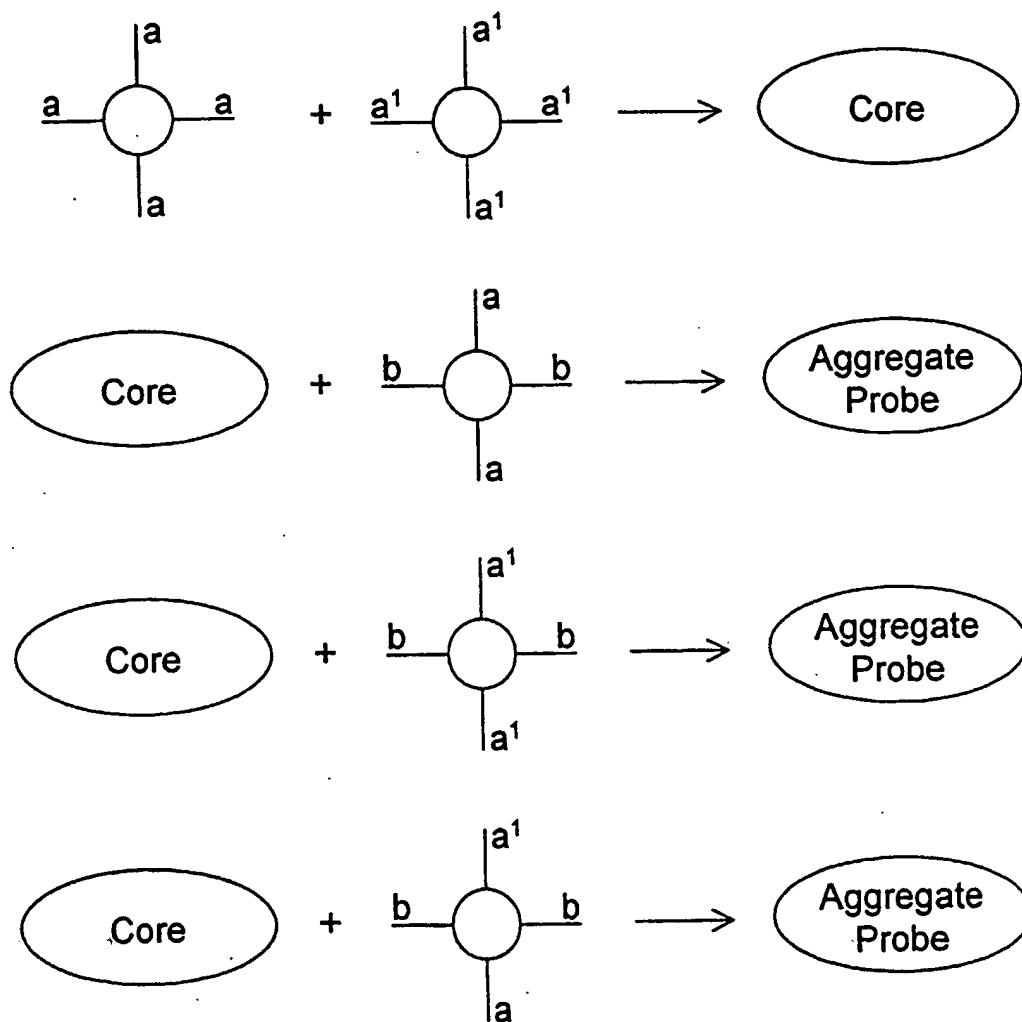 a
a a
a
+
a¹
a¹ a¹
a¹
Core
Core
+
a
b b
a
Aggregate
Probe
Core
+
a¹
b b
a¹
Aggregate
Probe
Core
+
a¹
b b
a
Aggregate
Probe